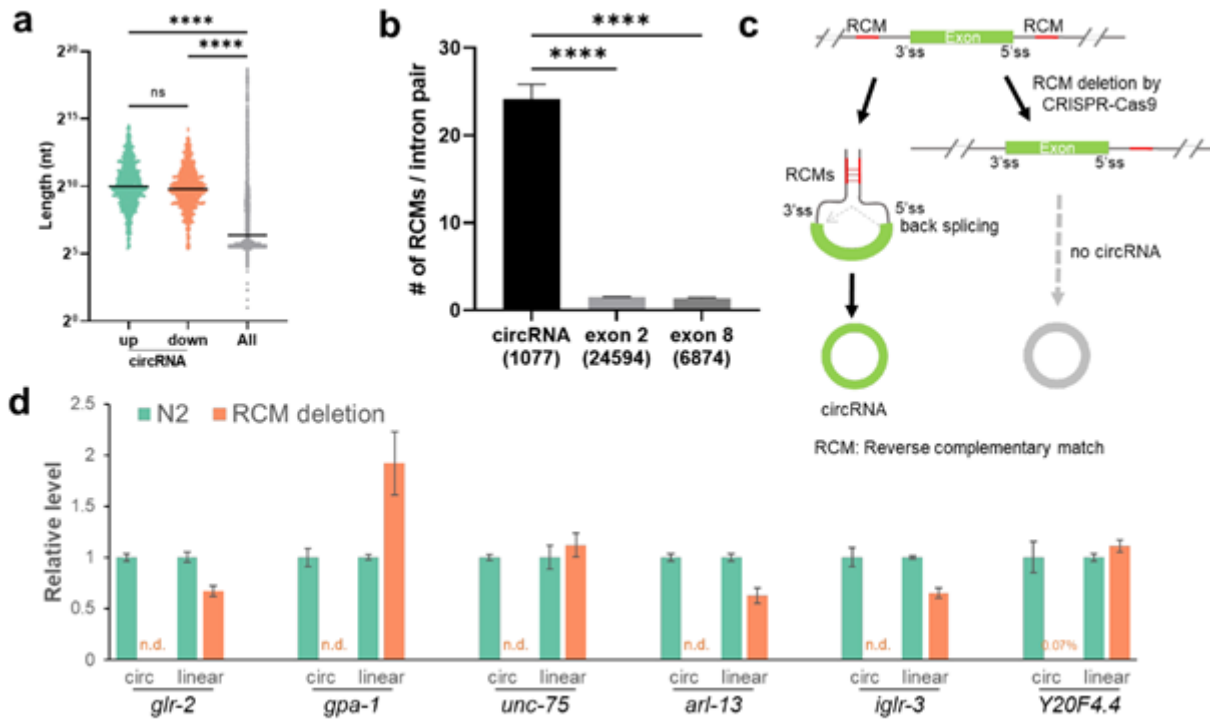 a
****
****
ns
Length (nt)
2^20
2^15
2^10
2^5
2^0
up
down
All
circRNA
b
****
****
# of RCMs / intron pair
30
20
10
0
circRNA
(1077)
exon 2
(24594)
exon 8
(6874)
c
RCM
Exon
RCM
3'ss
5'ss
RCM deletion by
CRISPR-Cas9
Exon
3'ss
5'ss
RCMs
3'ss
5'ss
back splicing
no circRNA
circRNA
RCM: Reverse complementary match
d
N2
RCM deletion
Relative level
2.5
2
1.5
1
0.5
0
n.d.
n.d.
n.d.
n.d.
n.d.
0.07%
circ linear
circ linear
circ linear
circ linear
circ linear
circ linear
glr-2
gpa-1
unc-75
arl-13
iglr-3
Y20F4.4